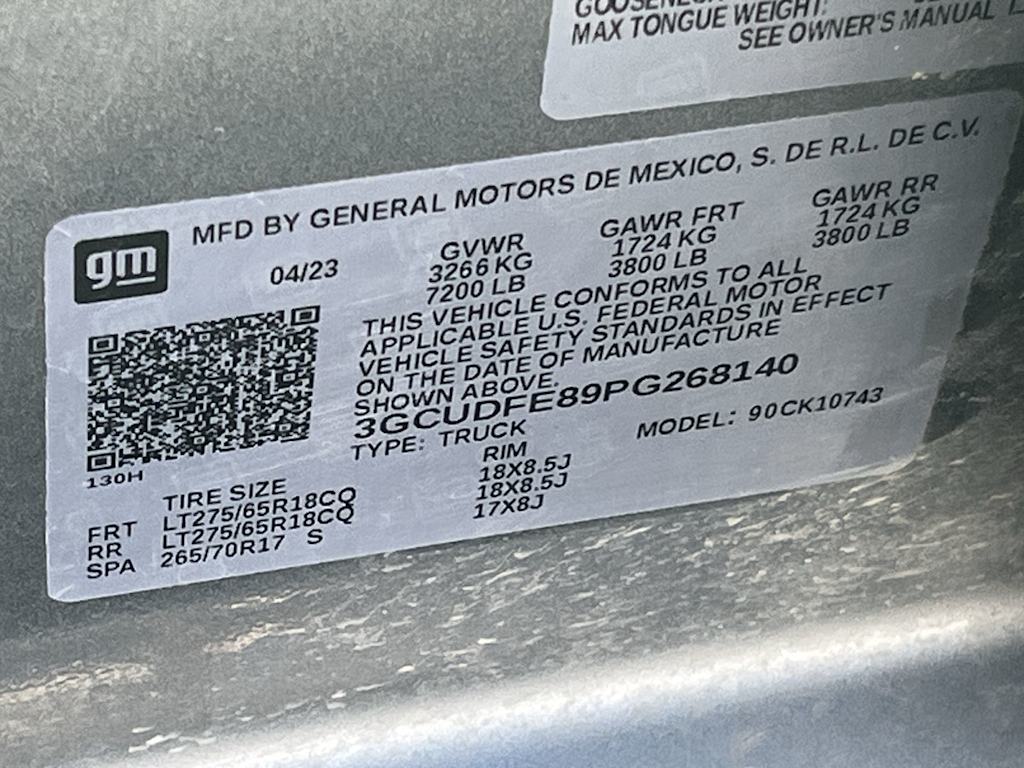 MAX TONGUE WEIGHT:
SEE OWNER'S MANUAL
gm
MFD BY GENERAL MOTORS DE MEXICO, S. DE R.L. DE C.V.
04/23
GVWR
3266 KG
7200 LB
GAWR FRT
1724 KG
3800 LB
GAWR RR
1724 KG
3800 LB
THIS VEHICLE CONFORMS TO ALL
APPLICABLE U.S. FEDERAL MOTOR
VEHICLE SAFETY STANDARDS IN EFFECT
ON THE DATE OF MANUFACTURE
SHOWN ABOVE.
3GCUDFE89PG268140
TYPE: TRUCK
MODEL: 90CK10743
130H
TIRE SIZE RIM
FRT LT275/65R18CQ 18X8.5J
RR LT275/65R18CQ 18X8.5J
SPA 265/70R17 S 17X8J